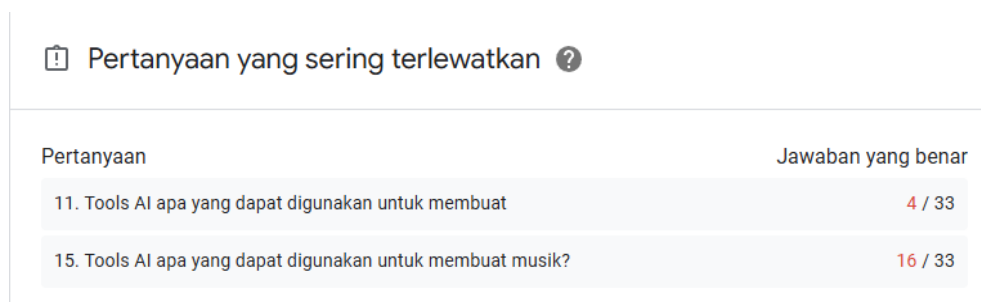 Pertanyaan yang sering terlewatkan
Pertanyaan Jawaban yang benar
11. Tools AI apa yang dapat digunakan untuk membuat 4 / 33
15. Tools AI apa yang dapat digunakan untuk membuat musik? 16 / 33